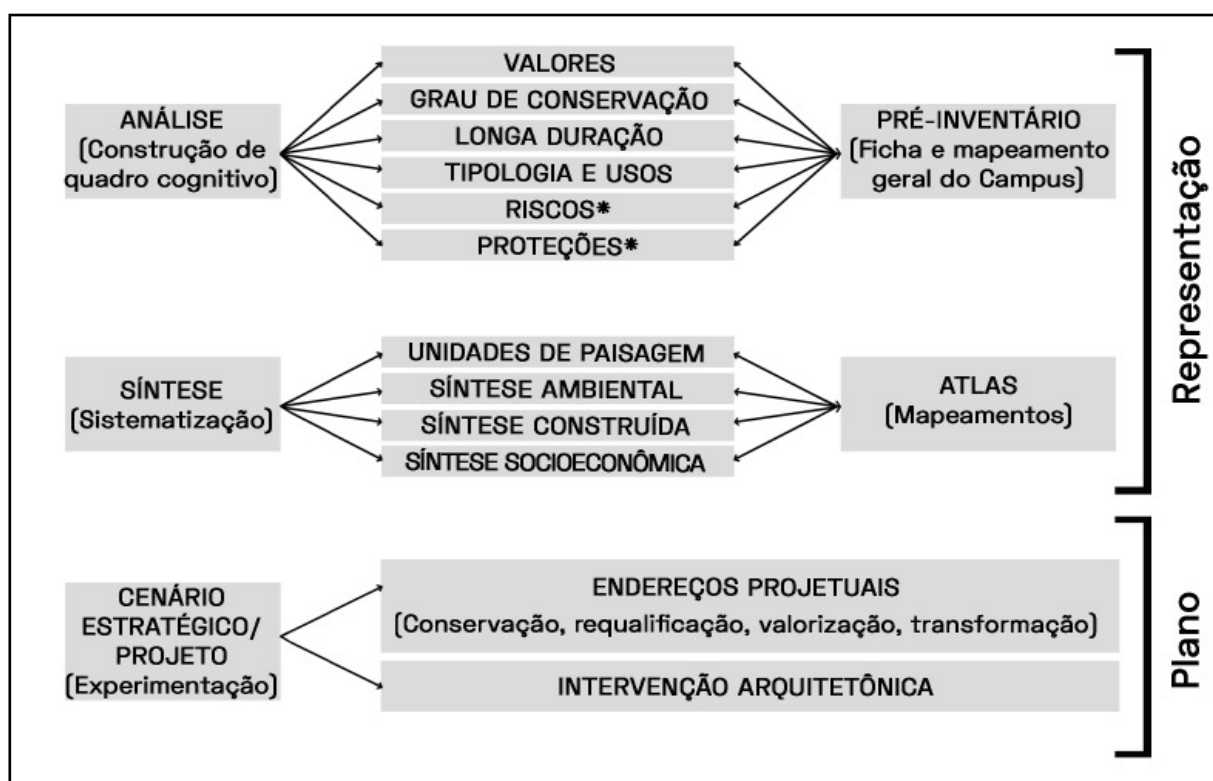 ANÁLISE
(Construção de
quadro cognitivo)
VALORES
GRAU DE CONSERVAÇÃO
LONGA DURAÇÃO
TIPOLOGIA E USOS
RISCOS*
PROTEÇÕES*
PRÉ-INVENTÁRIO
(Ficha e mapeamento
geral do Campus)
SÍNTESE
(Sistematização)
UNIDADES DE PAISAGEM
SÍNTESE AMBIENTAL
SÍNTESE CONSTRUÍDA
SÍNTESE SOCIOECONÔMICA
ATLAS
(Mapeamentos)
Representação
CENÁRIO
ESTRATÉGICO/
PROJETO
(Experimentação)
ENDEREÇOS PROJETUAIS
(Conservação, requalificação, valorização, transformação)
INTERVENÇÃO ARQUITETÔNICA
Plano